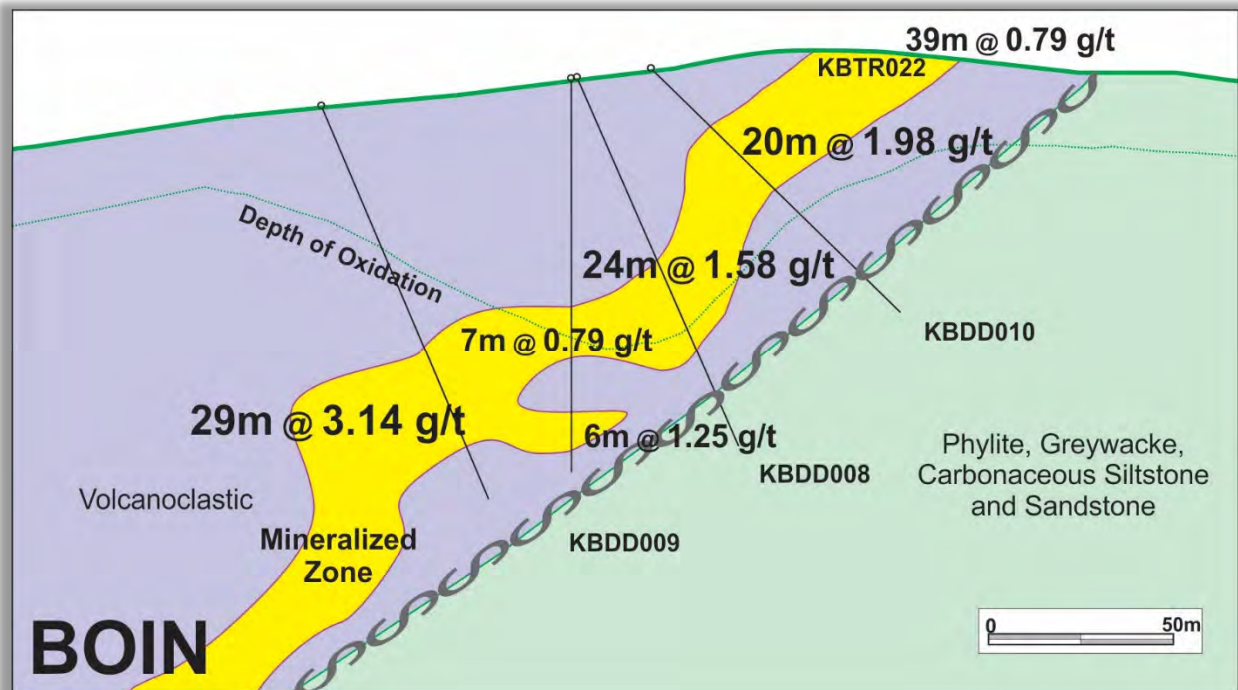 39m @ 0.79 g/t
KBTR022
20m @ 1.98 g/t
Depth of Oxidation
24m @ 1.58 g/t
KBDD010
7m @ 0.79 g/t
29m @ 3.14 g/t
6m @ 1.25 g/t
KBDD008
Phylite, Greywacke,
Carbonaceous Siltstone
and Sandstone
Volcanoclastic
Mineralized
Zone
KBDD009
BOIN
0 50m